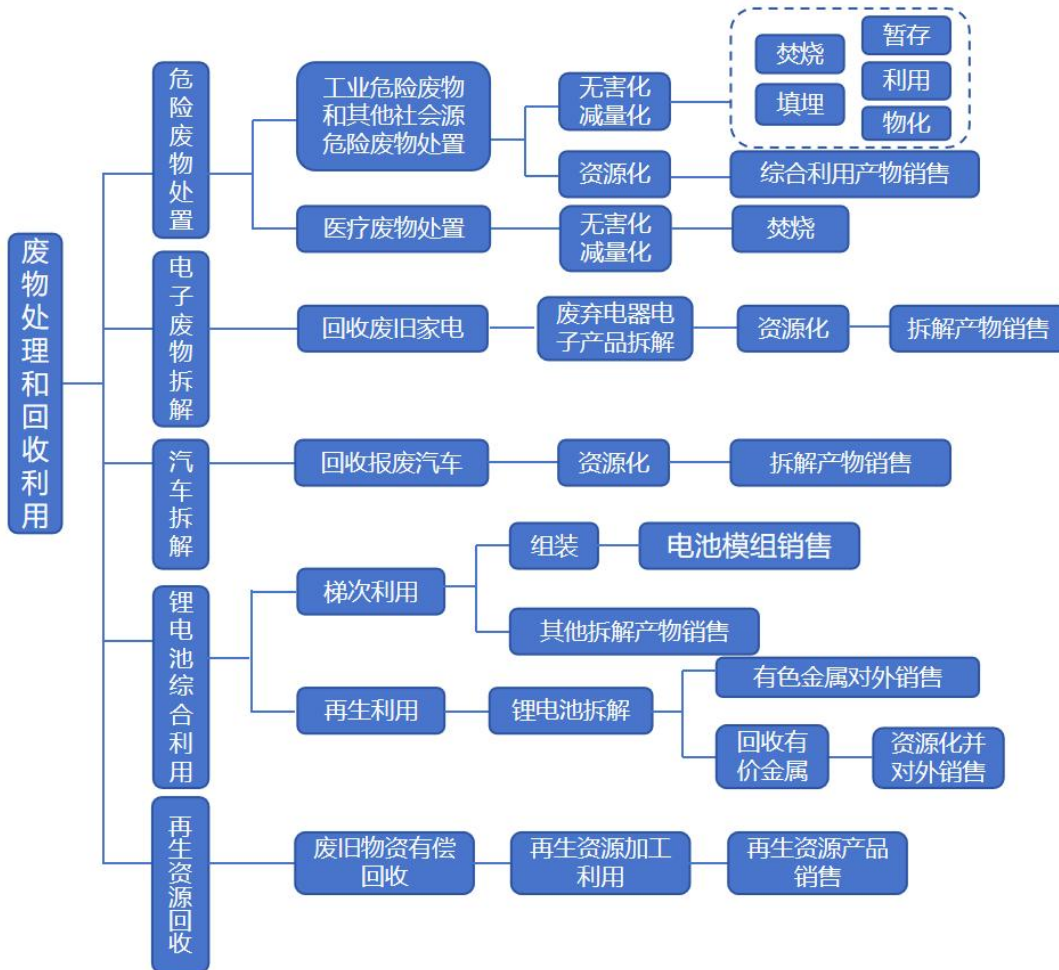 废物处理和回收利用
危险废物处置
工业危险废物
和其他社会源
危险废物处置
无害化
减量化
焚烧
填埋
暂存
利用
物化
资源化
综合利用产物销售
医疗废物处置
无害化
减量化
焚烧
电子废物拆解
回收废旧家电
废弃电器电
子产品拆解
资源化
拆解产物销售
汽车拆解
回收报废汽车
资源化
拆解产物销售
锂电池综合利用
梯次利用
组装
电池模组销售
其他拆解产物销售
再生利用
锂电池拆解
有色金属对外销售
回收有
价金属
资源化并
对外销售
再生资源回收
废旧物资有偿
回收
再生资源加工
利用
再生资源产品
销售